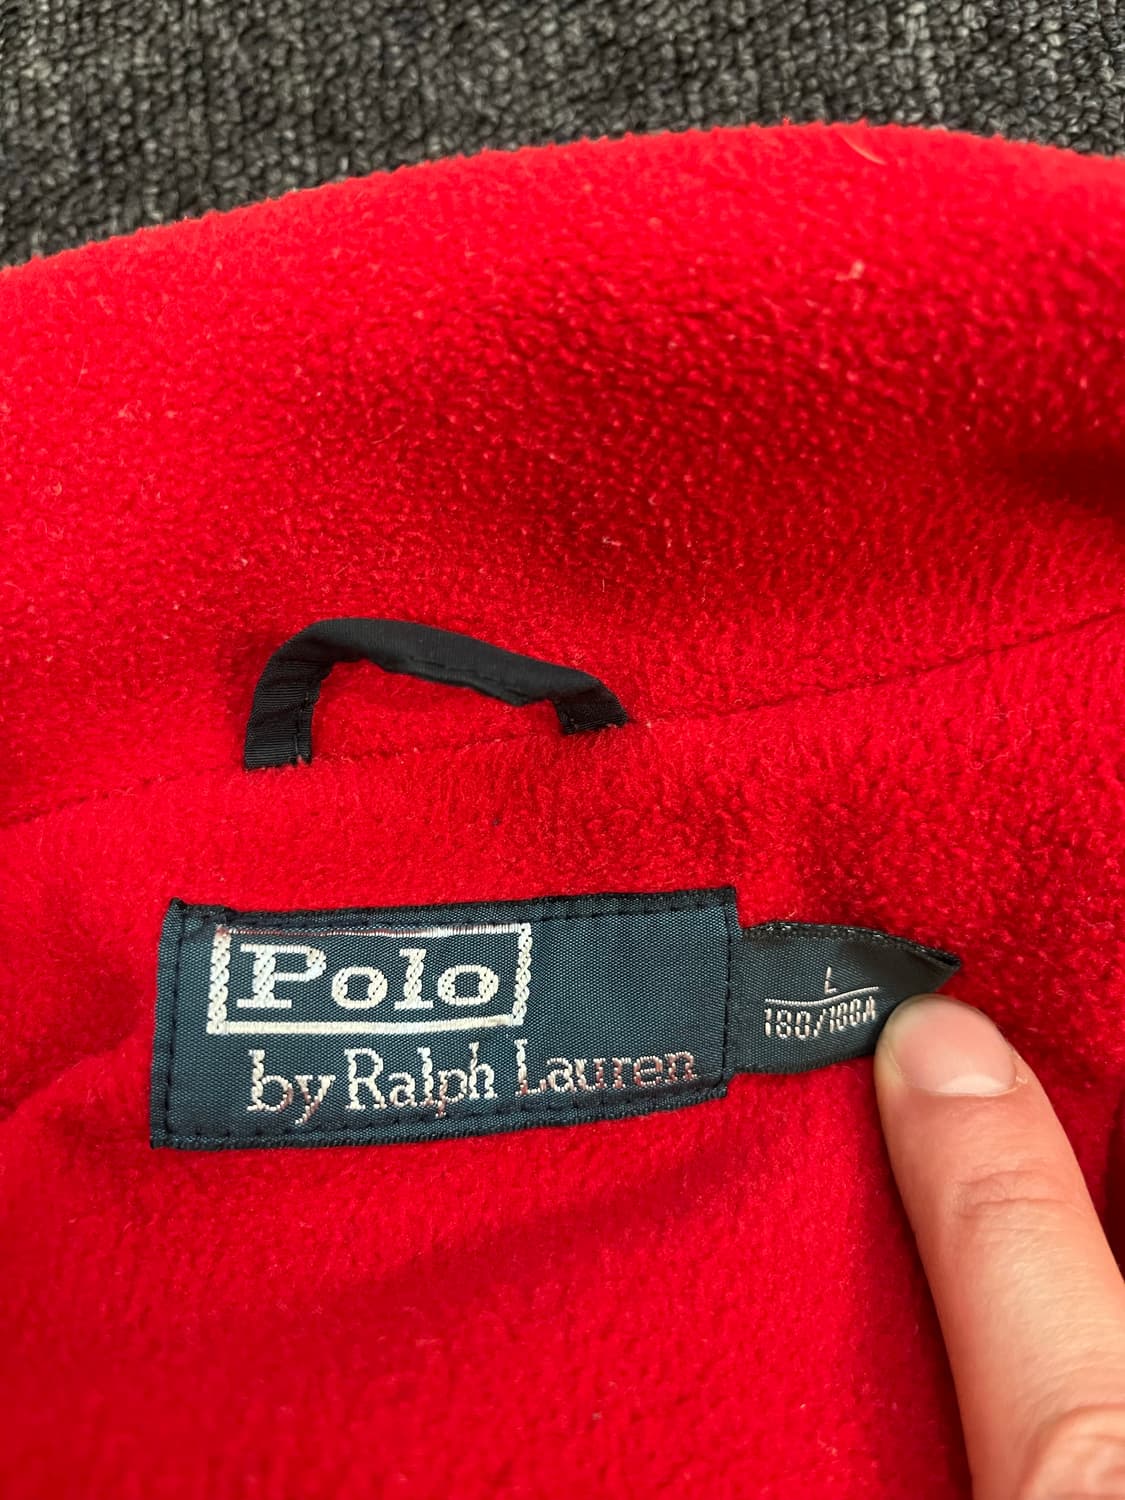 Polo
by Ralph Lauren
L
180/100A